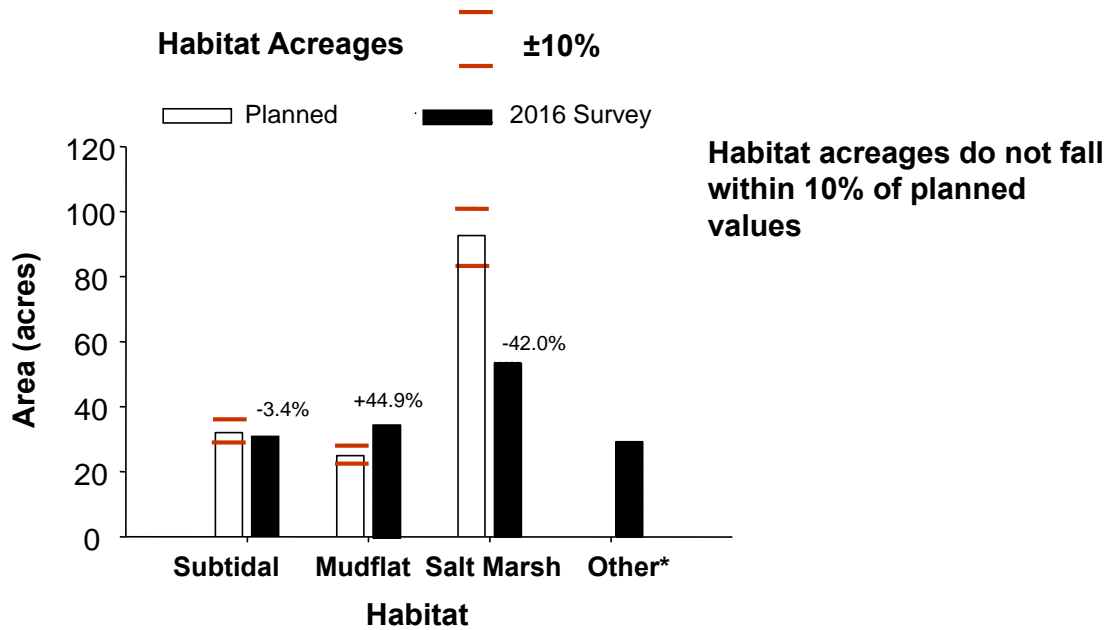 Habitat Acreages
±10%
Planned
2016 Survey
Habitat acreages do not fall
within 10% of planned
values
120
100
80
60
40
20
0
Area (acres)
-3.4%
+44.9%
-42.0%
Subtidal
Mudflat
Salt Marsh
Other*
Habitat